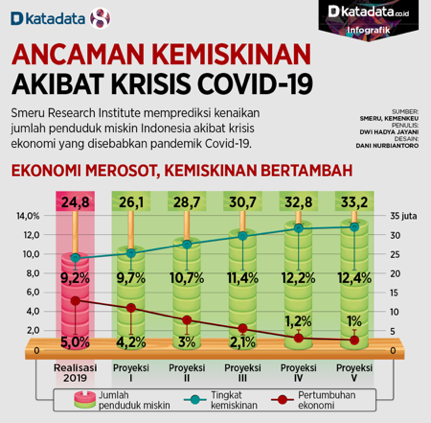 Dkatadata 8
Dkatadata.co.id
Infografik
ANCAMAN KEMISKINAN
AKIBAT KRISIS COVID-19
Smeru Research Institute memprediksi kenaikan
jumlah penduduk miskin Indonesia akibat krisis
ekonomi yang disebabkan pandemik Covid-19.
SUMBER:
SMERU, KEMENKEU
PENULIS:
DWI HADYA JAYANI
DESAIN:
DANI NURBIANTORO
EKONOMI MEROSOT, KEMISKINAN BERTAMBAH
24,8 26,1 28,7 30,7 32,8 33,2
14,0% 35 juta
12,0 30
10,0 25
8,0 9,2% 9,7% 10,7% 11,4% 12,2% 12,4% 20
6,0 15
4,0 10
2,0 1,2% 1% 5
0 5,0% 4,2% 3% 2,1% 0
Realisasi 2019
Proyeksi I
Proyeksi II
Proyeksi III
Proyeksi IV
Proyeksi V
Jumlah
penduduk miskin
Tingkat
kemiskinan
Pertumbuhan
ekonomi